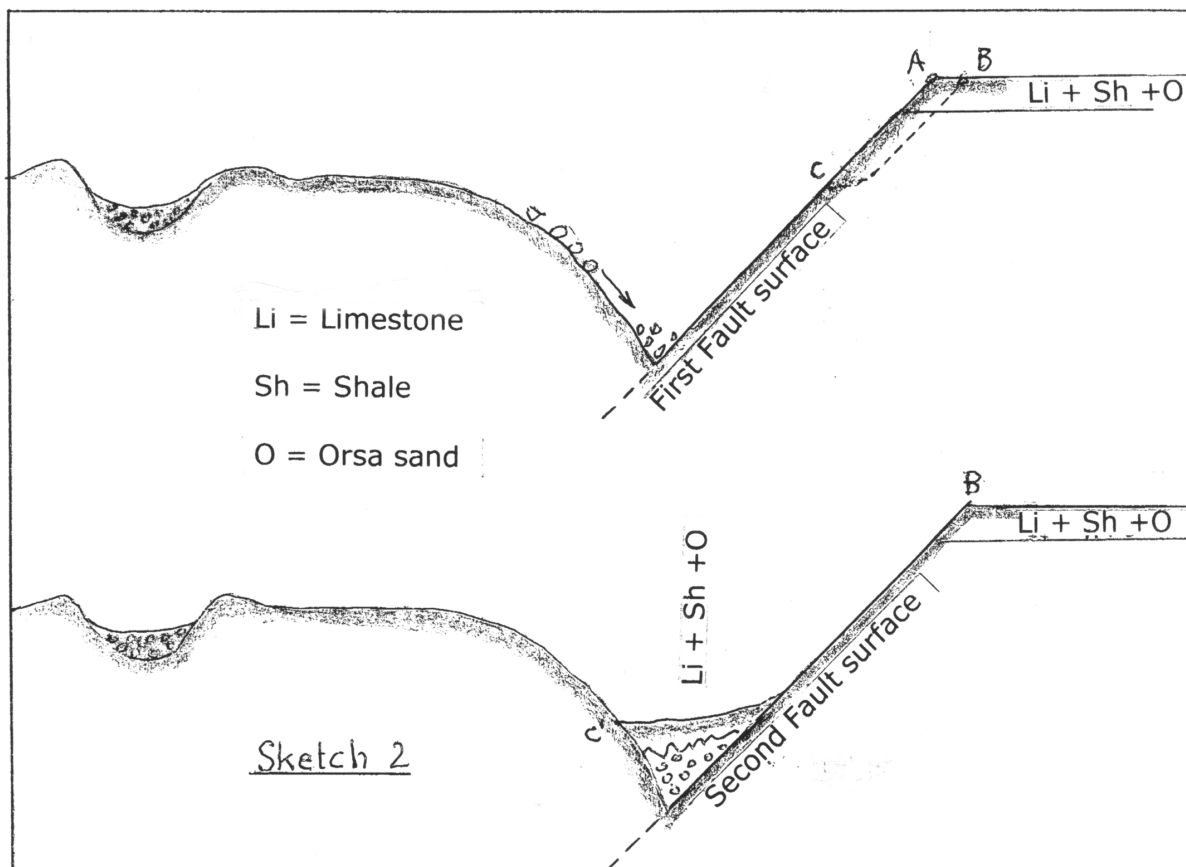 A B
Li + Sh +O
C
First Fault surface
Li = Limestone
Sh = Shale
O = Orsa sand
B
Li + Sh +O
Li + Sh +O
C
Second Fault surface
Sketch 2